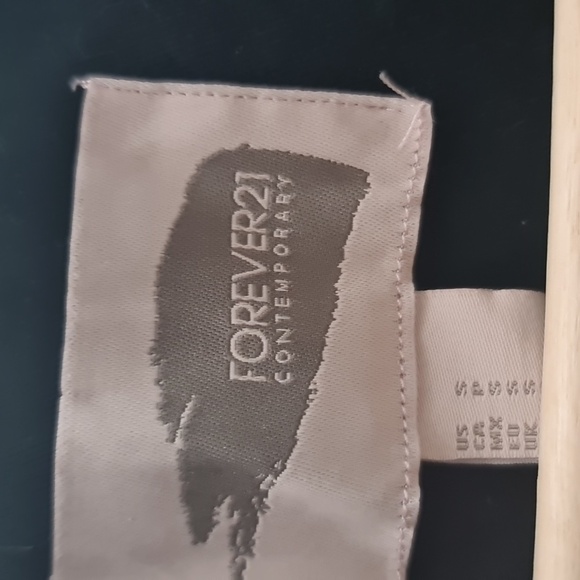 FOREVER21
CONTEMPORARY
US S
CA P
MX S
EU S
UK S